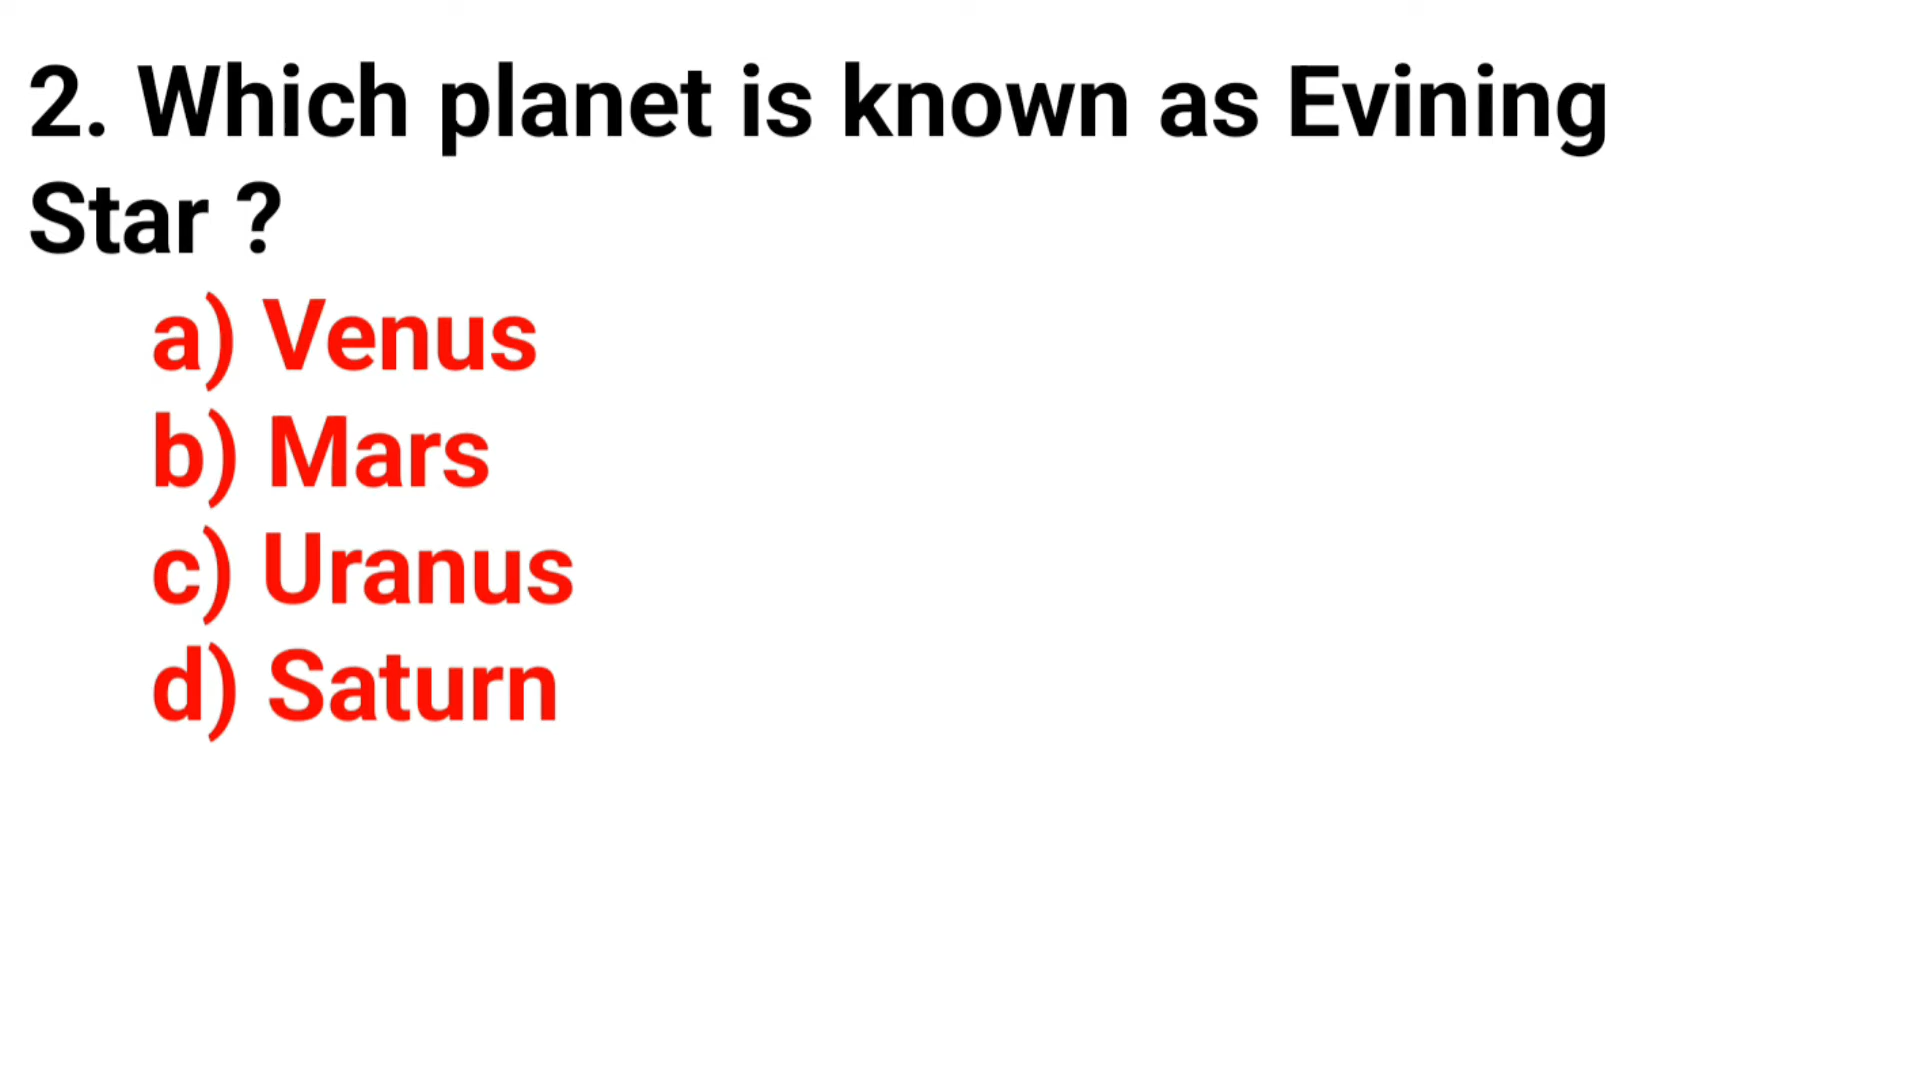 2. Which planet is known as Evining
Star ?
a) Venus
b) Mars
c) Uranus
d) Saturn